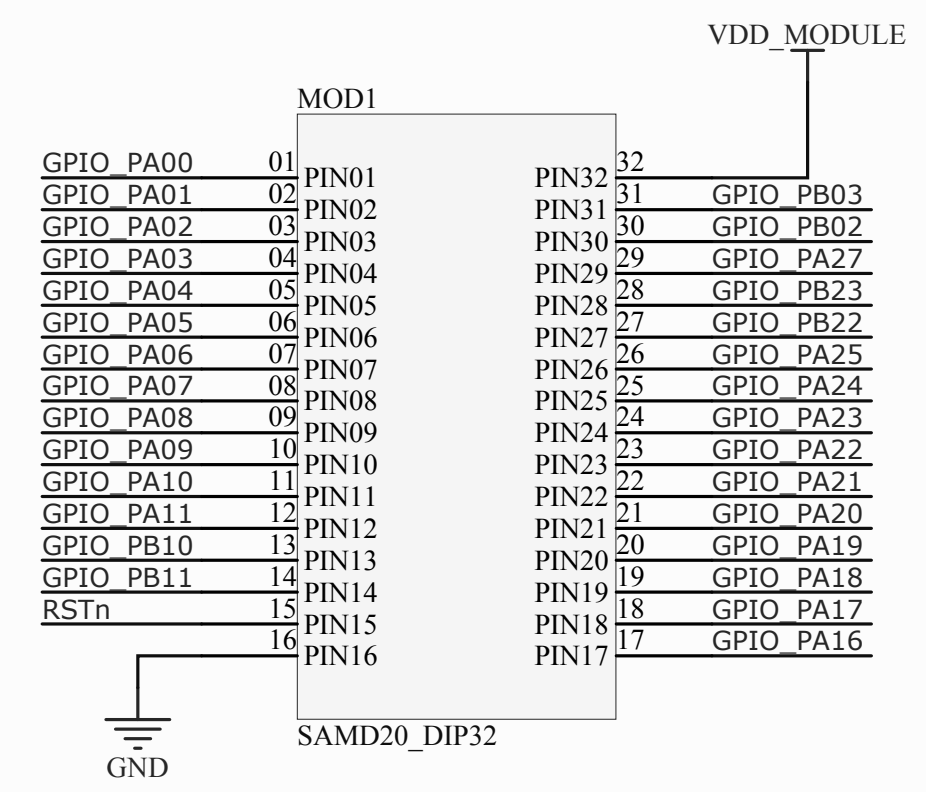 VDD_MODULE
MOD1
GPIO_PA00 01 PIN01 PIN32 32
GPIO_PA01 02 PIN02 PIN31 31 GPIO_PB03
GPIO_PA02 03 PIN03 PIN30 30 GPIO_PB02
GPIO_PA03 04 PIN04 PIN29 29 GPIO_PA27
GPIO_PA04 05 PIN05 PIN28 28 GPIO_PB23
GPIO_PA05 06 PIN06 PIN27 27 GPIO_PB22
GPIO_PA06 07 PIN07 PIN26 26 GPIO_PA25
GPIO_PA07 08 PIN08 PIN25 25 GPIO_PA24
GPIO_PA08 09 PIN09 PIN24 24 GPIO_PA23
GPIO_PA09 10 PIN10 PIN23 23 GPIO_PA22
GPIO_PA10 11 PIN11 PIN22 22 GPIO_PA21
GPIO_PA11 12 PIN12 PIN21 21 GPIO_PA20
GPIO_PB10 13 PIN13 PIN20 20 GPIO_PA19
GPIO_PB11 14 PIN14 PIN19 19 GPIO_PA18
RSTn 15 PIN15 PIN18 18 GPIO_PA17
16 PIN16 PIN17 17 GPIO_PA16
SAMD20_DIP32
GND